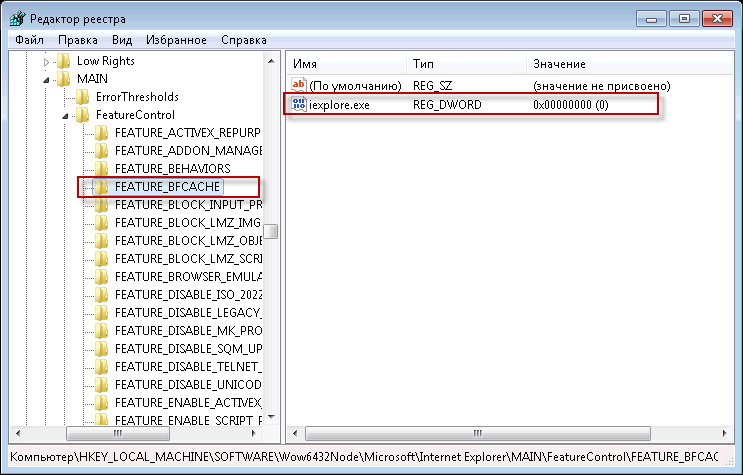 Редактор реестра
Файл Правка Вид Избранное Справка
Low Rights
MAIN
ErrorThresholds
FeatureControl
FEATURE_ACTIVEX_REPURP
FEATURE_ADDON_MANAGE
FEATURE_BEHAVIORS
FEATURE_BFCACHE
FEATURE_BLOCK_INPUT_PR
FEATURE_BLOCK_LMZ_IMG
FEATURE_BLOCK_LMZ_OBJE
FEATURE_BLOCK_LMZ_SCRI
FEATURE_BROWSER_EMULA
FEATURE_DISABLE_ISO_2022
FEATURE_DISABLE_LEGACY_
FEATURE_DISABLE_MK_PRO
FEATURE_DISABLE_SQM_UP
FEATURE_DISABLE_TELNET_
FEATURE_DISABLE_UNICOD
FEATURE_ENABLE_ACTIVEX_
FEATURE_ENABLE_SCRIPT_P
Имя Тип Значение
(По умолчанию) REG_SZ (значение не присвоено)
iexplore.exe REG_DWORD 0x00000000 (0)
Компьютер\HKEY_LOCAL_MACHINE\SOFTWARE\Wow6432Node\Microsoft\Internet Explorer\MAIN\FeatureControl\FEATURE_BFCAC